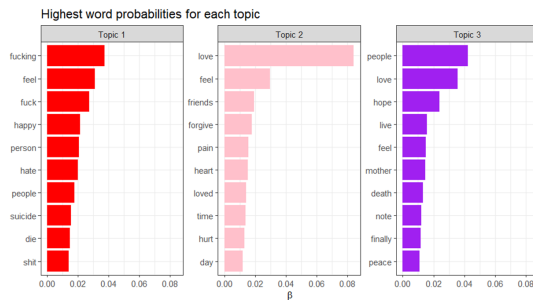 Highest word probabilities for each topic
Topic 1
fucking
feel
fuck
happy
person
hate
people
suicide
die
shit
0.00 0.02 0.04 0.06 0.08
Topic 2
love
feel
friends
forgive
pain
heart
loved
time
hurt
day
0.00 0.02 0.04 0.06 0.08
Topic 3
people
love
hope
live
feel
mother
death
note
finally
peace
0.00 0.02 0.04 0.06 0.08
β